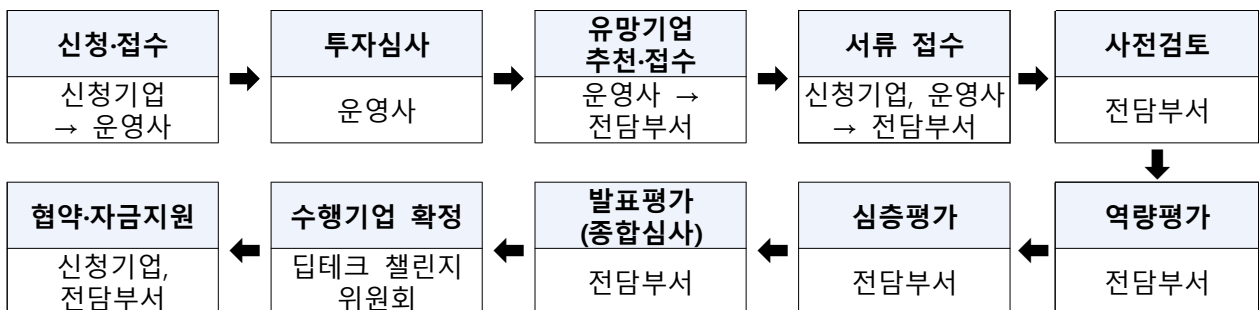 신청·접수
신청기업
→ 운영사
투자심사
운영사
유망기업
추천·접수
운영사 →
전담부서
서류 접수
신청기업, 운영사
→ 전담부서
사전검토
전담부서
협약·자금지원
신청기업,
전담부서
수행기업 확정
딥테크 챌린지
위원회
발표평가
(종합심사)
전담부서
심층평가
전담부서
역량평가
전담부서